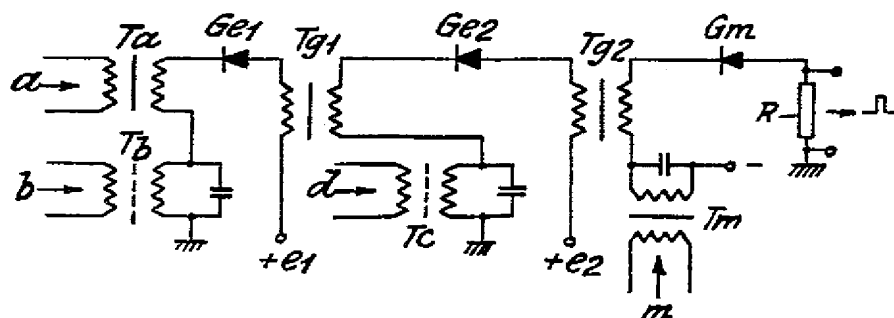 Ta Ge1 Tg1 Ge2 Tg2 Gm
a
R
b Tb d Tc
+e1 +e2 Tm
m